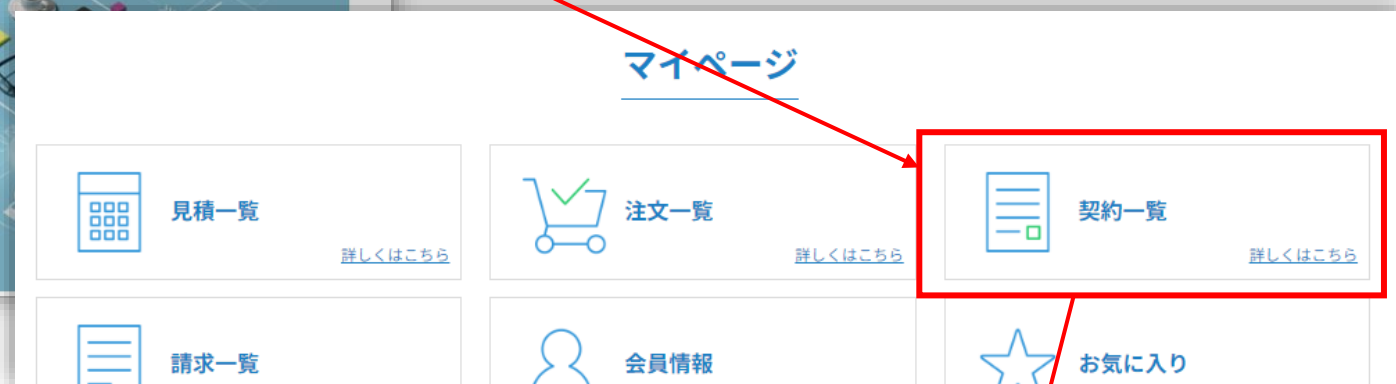 マイページ
見積一覧
詳しくはこちら
注文一覧
詳しくはこちら
契約一覧
詳しくはこちら
請求一覧
会員情報
お気に入り